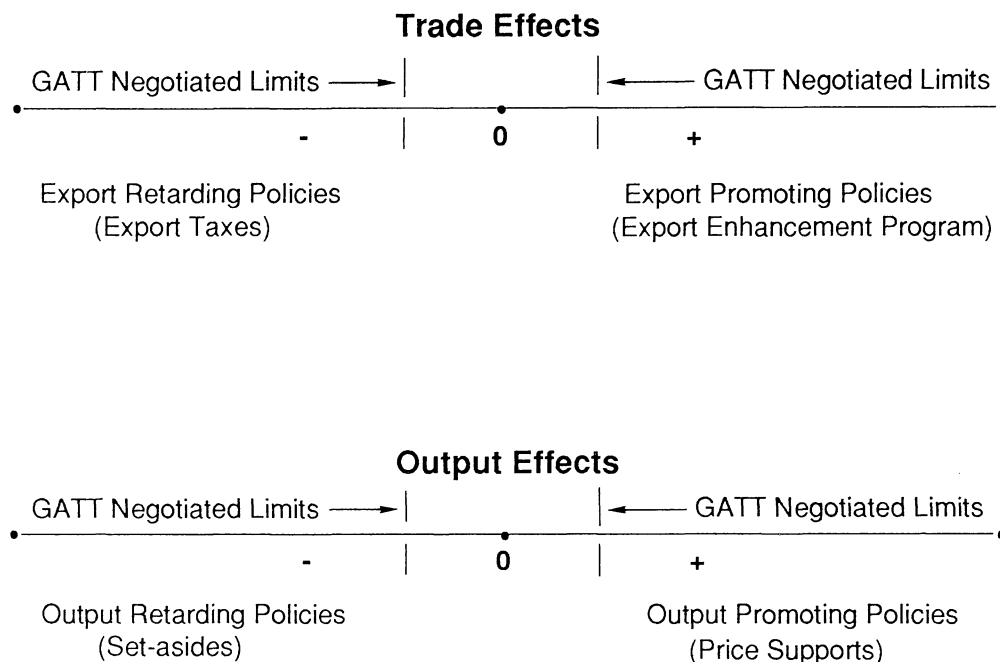 Trade Effects
GATT Negotiated Limits
GATT Negotiated Limits
-
0
+
Export Retarding Policies
(Export Taxes)
Export Promoting Policies
(Export Enhancement Program)
Output Effects
GATT Negotiated Limits
GATT Negotiated Limits
-
0
+
Output Retarding Policies
(Set-asides)
Output Promoting Policies
(Price Supports)